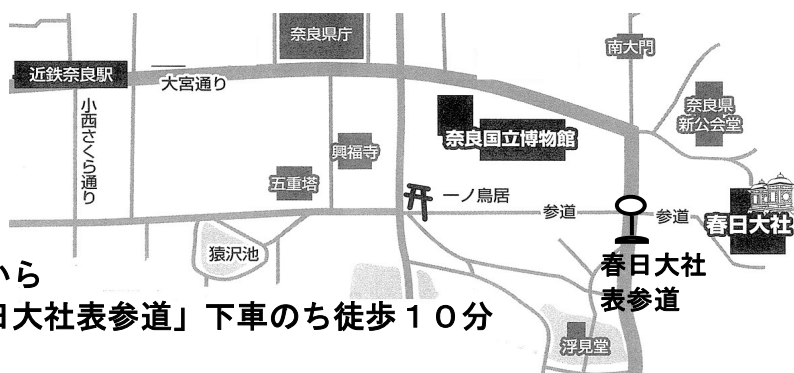 奈良県庁
南大門
近鉄奈良駅
大宮通り
小西さくら通り
奈良県
新公会堂
奈良国立博物館
興福寺
五重塔
一ノ鳥居
参道
参道
春日大社
猿沢池
春日大社
表参道
から
日大社表参道」下車のち徒歩１０分
浮見堂